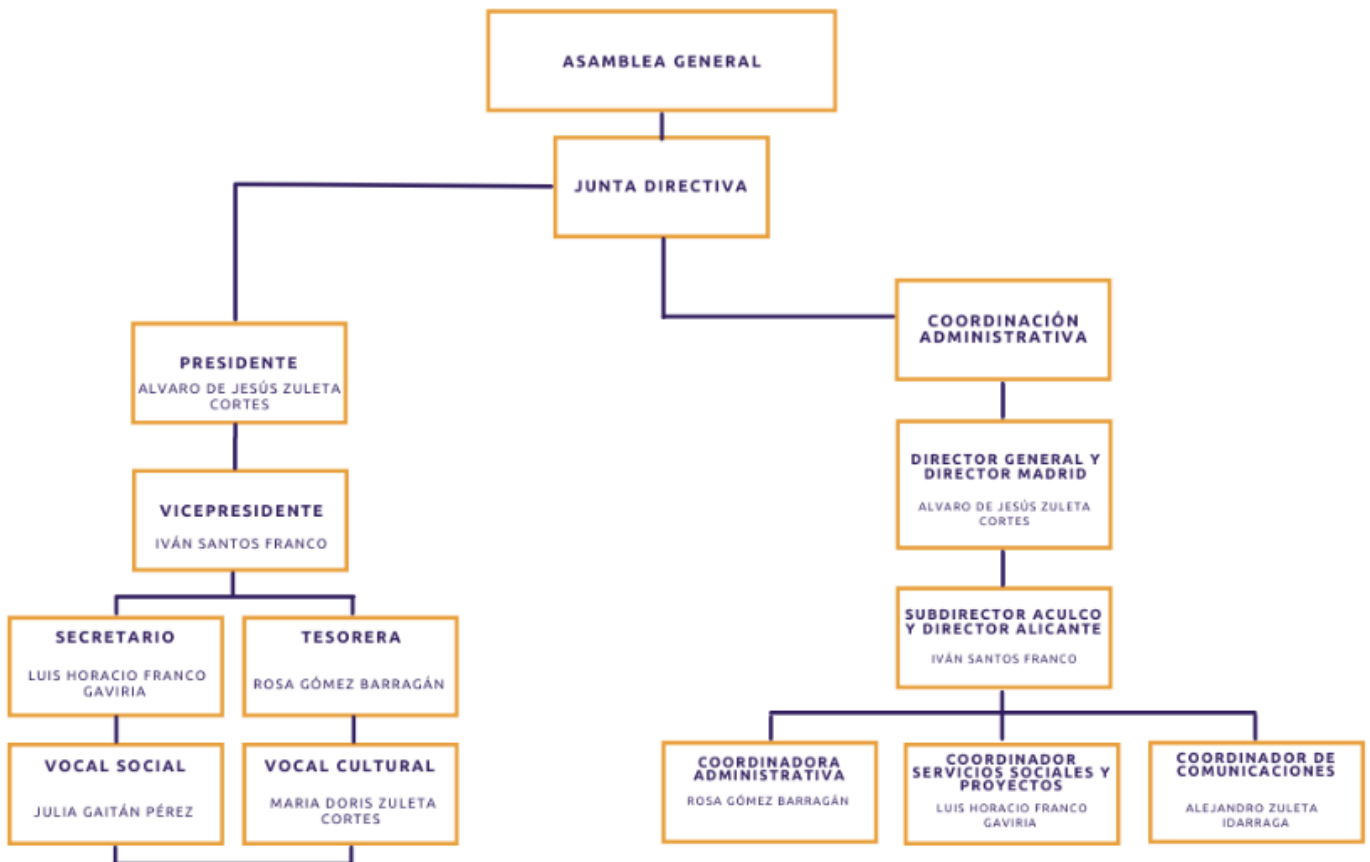 ASAMBLEA GENERAL
JUNTA DIRECTIVA
PRESIDENTE
ALVARO DE JESÚS ZULETA
CORTES
VICEPRESIDENTE
IVÁN SANTOS FRANCO
SECRETARIO
LUIS HORACIO FRANCO
GAVIRIA
TESORERA
ROSA GÓMEZ BARRAGÁN
VOCAL SOCIAL
JULIA GAITÁN PÉREZ
VOCAL CULTURAL
MARIA DORIS ZULETA
CORTES
COORDINACIÓN
ADMINISTRATIVA
DIRECTOR GENERAL Y
DIRECTOR MADRID
ALVARO DE JESÚS ZULETA
CORTES
SUBDIRECTOR ACULCO
Y DIRECTOR ALICANTE
IVÁN SANTOS FRANCO
COORDINADORA
ADMINISTRATIVA
ROSA GÓMEZ BARRAGÁN
COORDINADOR
SERVICIOS SOCIALES Y
PROYECTOS
LUIS HORACIO FRANCO
GAVIRIA
COORDINADOR DE
COMUNICACIONES
ALEJANDRO ZULETA
IDARRAGA